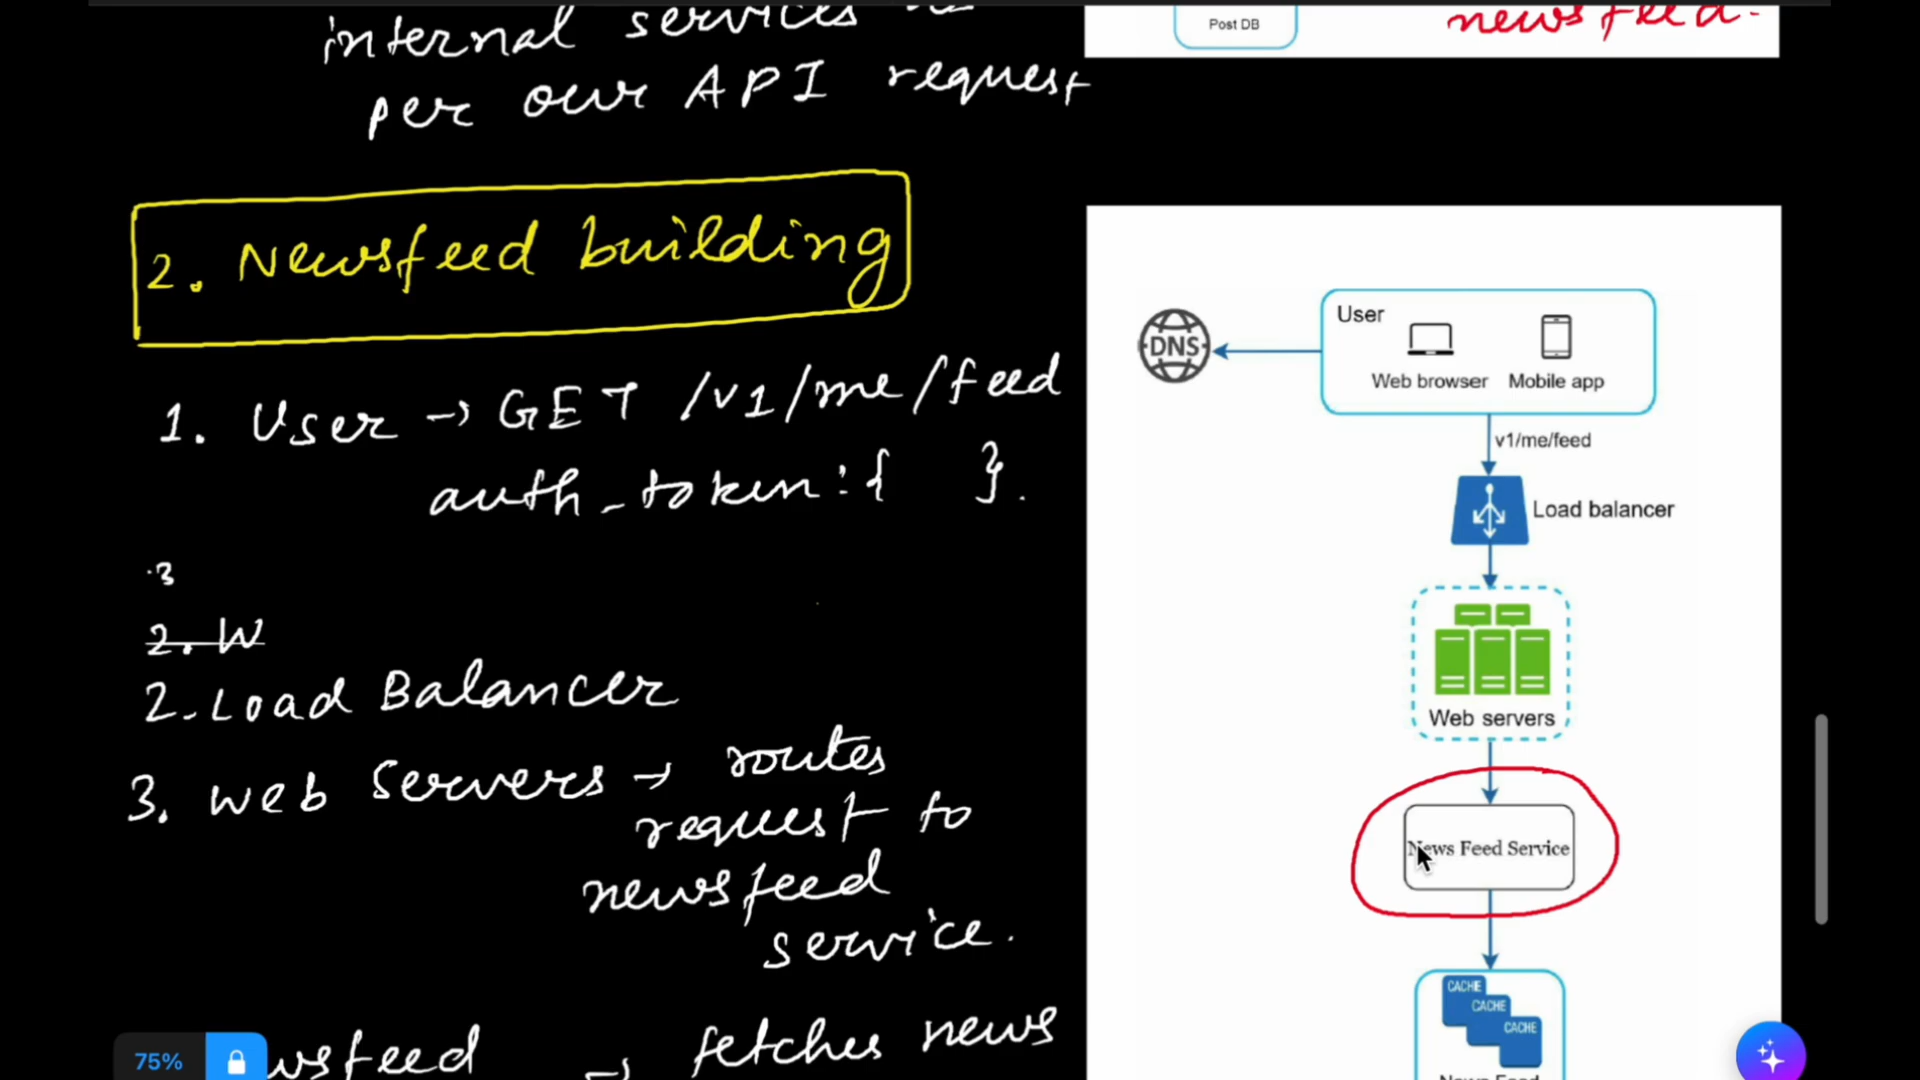 internal services
per our API request
2. Newsfeed building
1. User → GET /v1/me/feed
auth_token:{ }.
·3
2. W
2. Load Balancer
3. Web Servers → routes
request to
newsfeed
service.
wsfeed → fetches news
75%
Post DB
newsfeed.
DNS
User
Web browser Mobile app
v1/me/feed
Load balancer
Web servers
News Feed Service
CACHE
CACHE
CACHE
News Feed